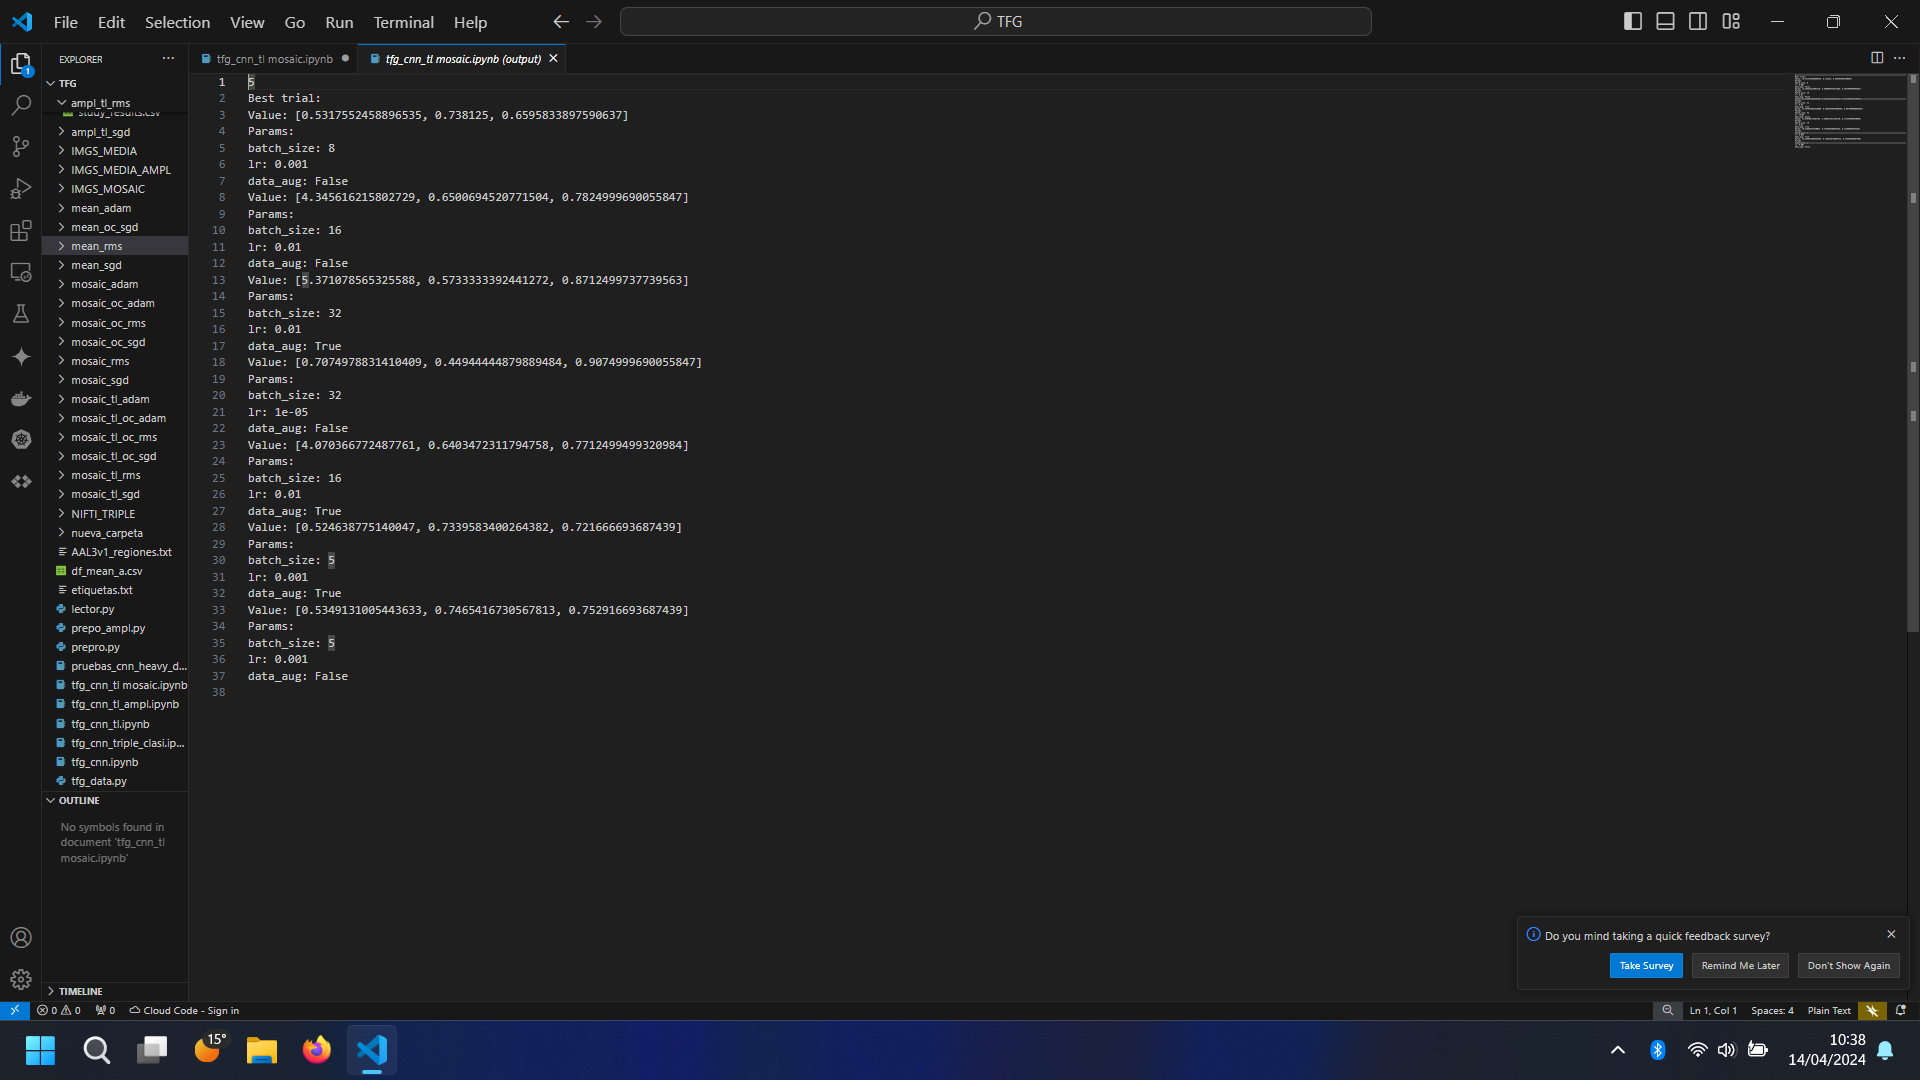 File Edit Selection View Go Run Terminal Help
TFG
EXPLORER
TFG
ampl_tl_rms
study_results.csv
ampl_tl_sgd
IMGS_MEDIA
IMGS_MEDIA_AMPL
IMGS_MOSAIC
mean_adam
mean_oc_sgd
mean_rms
mean_sgd
mosaic_adam
mosaic_oc_adam
mosaic_oc_rms
mosaic_oc_sgd
mosaic_rms
mosaic_sgd
mosaic_tl_adam
mosaic_tl_oc_adam
mosaic_tl_oc_rms
mosaic_tl_oc_sgd
mosaic_tl_rms
mosaic_tl_sgd
NIFTI_TRIPLE
nueva_carpeta
AAL3v1_regiones.txt
df_mean_a.csv
etiquetas.txt
lector.py
prepo_ampl.py
prepro.py
pruebas_cnn_heavy_d...
tfg_cnn_tl mosaic.ipynb
tfg_cnn_tl_ampl.ipynb
tfg_cnn_tl.ipynb
tfg_cnn_triple_clasi.ip...
tfg_cnn.ipynb
tfg_data.py
OUTLINE
No symbols found in
document 'tfg_cnn_tl
mosaic.ipynb'
TIMELINE
tfg_cnn_tl mosaic.ipynb
tfg_cnn_tl mosaic.ipynb (output)
1 5
2 Best trial:
3 Value: [0.5317552458896535, 0.738125, 0.6595833897590637]
4 Params:
5 batch_size: 8
6 lr: 0.001
7 data_aug: False
8 Value: [4.345616215802729, 0.6500694520771504, 0.7824999690055847]
9 Params:
10 batch_size: 16
11 lr: 0.01
12 data_aug: False
13 Value: [5.371078565325588, 0.5733333392441272, 0.8712499737739563]
14 Params:
15 batch_size: 32
16 lr: 0.01
17 data_aug: True
18 Value: [0.7074978831410409, 0.44944444879889484, 0.9074999690055847]
19 Params:
20 batch_size: 32
21 lr: 1e-05
22 data_aug: False
23 Value: [4.070366772487761, 0.6403472311794758, 0.7712499499320984]
24 Params:
25 batch_size: 16
26 lr: 0.01
27 data_aug: True
28 Value: [0.524638775140047, 0.7339583400264382, 0.721666693687439]
29 Params:
30 batch_size: 5
31 lr: 0.001
32 data_aug: True
33 Value: [0.5349131005443633, 0.7465416730567813, 0.752916693687439]
34 Params:
35 batch_size: 5
36 lr: 0.001
37 data_aug: False
38
Do you mind taking a quick feedback survey?
Take Survey Remind Me Later Don't Show Again
0 0 0 Cloud Code - Sign in
Ln 1, Col 1 Spaces: 4 Plain Text
15°
10:38
14/04/2024